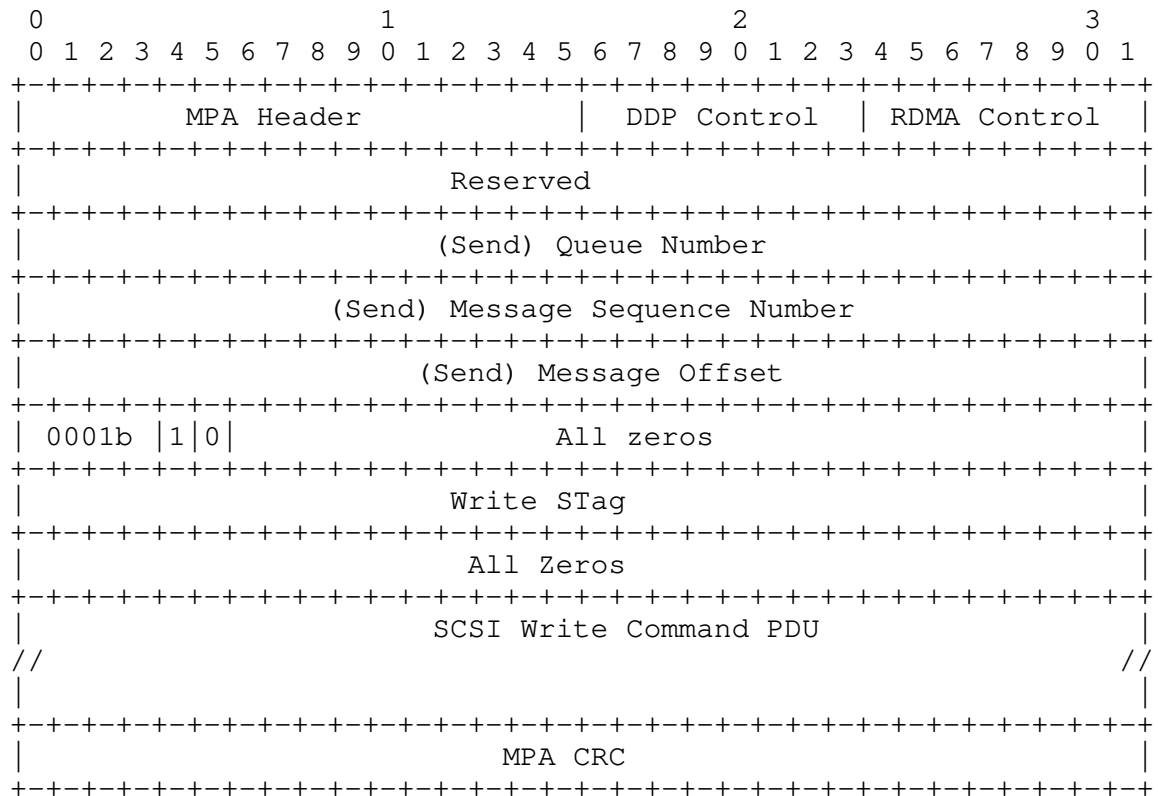 0                   1                   2                   3
 0 1 2 3 4 5 6 7 8 9 0 1 2 3 4 5 6 7 8 9 0 1 2 3 4 5 6 7 8 9 0 1
+-+-+-+-+-+-+-+-+-+-+-+-+-+-+-+-+-+-+-+-+-+-+-+-+-+-+-+-+-+-+-+-+
|         MPA Header            |  DDP Control  | RDMA Control  |
+-+-+-+-+-+-+-+-+-+-+-+-+-+-+-+-+-+-+-+-+-+-+-+-+-+-+-+-+-+-+-+-+
|                        Reserved                               |
+-+-+-+-+-+-+-+-+-+-+-+-+-+-+-+-+-+-+-+-+-+-+-+-+-+-+-+-+-+-+-+-+
|                       (Send) Queue Number                     |
+-+-+-+-+-+-+-+-+-+-+-+-+-+-+-+-+-+-+-+-+-+-+-+-+-+-+-+-+-+-+-+-+
|                 (Send) Message Sequence Number                |
+-+-+-+-+-+-+-+-+-+-+-+-+-+-+-+-+-+-+-+-+-+-+-+-+-+-+-+-+-+-+-+-+
|                      (Send) Message Offset                    |
+-+-+-+-+-+-+-+-+-+-+-+-+-+-+-+-+-+-+-+-+-+-+-+-+-+-+-+-+-+-+-+-+
| 0001b |1|0|                  All zeros                        |
+-+-+-+-+-+-+-+-+-+-+-+-+-+-+-+-+-+-+-+-+-+-+-+-+-+-+-+-+-+-+-+-+
|                        Write STag                             |
+-+-+-+-+-+-+-+-+-+-+-+-+-+-+-+-+-+-+-+-+-+-+-+-+-+-+-+-+-+-+-+-+
|                         All Zeros                             |
+-+-+-+-+-+-+-+-+-+-+-+-+-+-+-+-+-+-+-+-+-+-+-+-+-+-+-+-+-+-+-+-+
|                       SCSI Write Command PDU                  |
//                                                             //
|                                                               |
+-+-+-+-+-+-+-+-+-+-+-+-+-+-+-+-+-+-+-+-+-+-+-+-+-+-+-+-+-+-+-+-+
|                           MPA CRC                             |
+-+-+-+-+-+-+-+-+-+-+-+-+-+-+-+-+-+-+-+-+-+-+-+-+-+-+-+-+-+-+-+-+